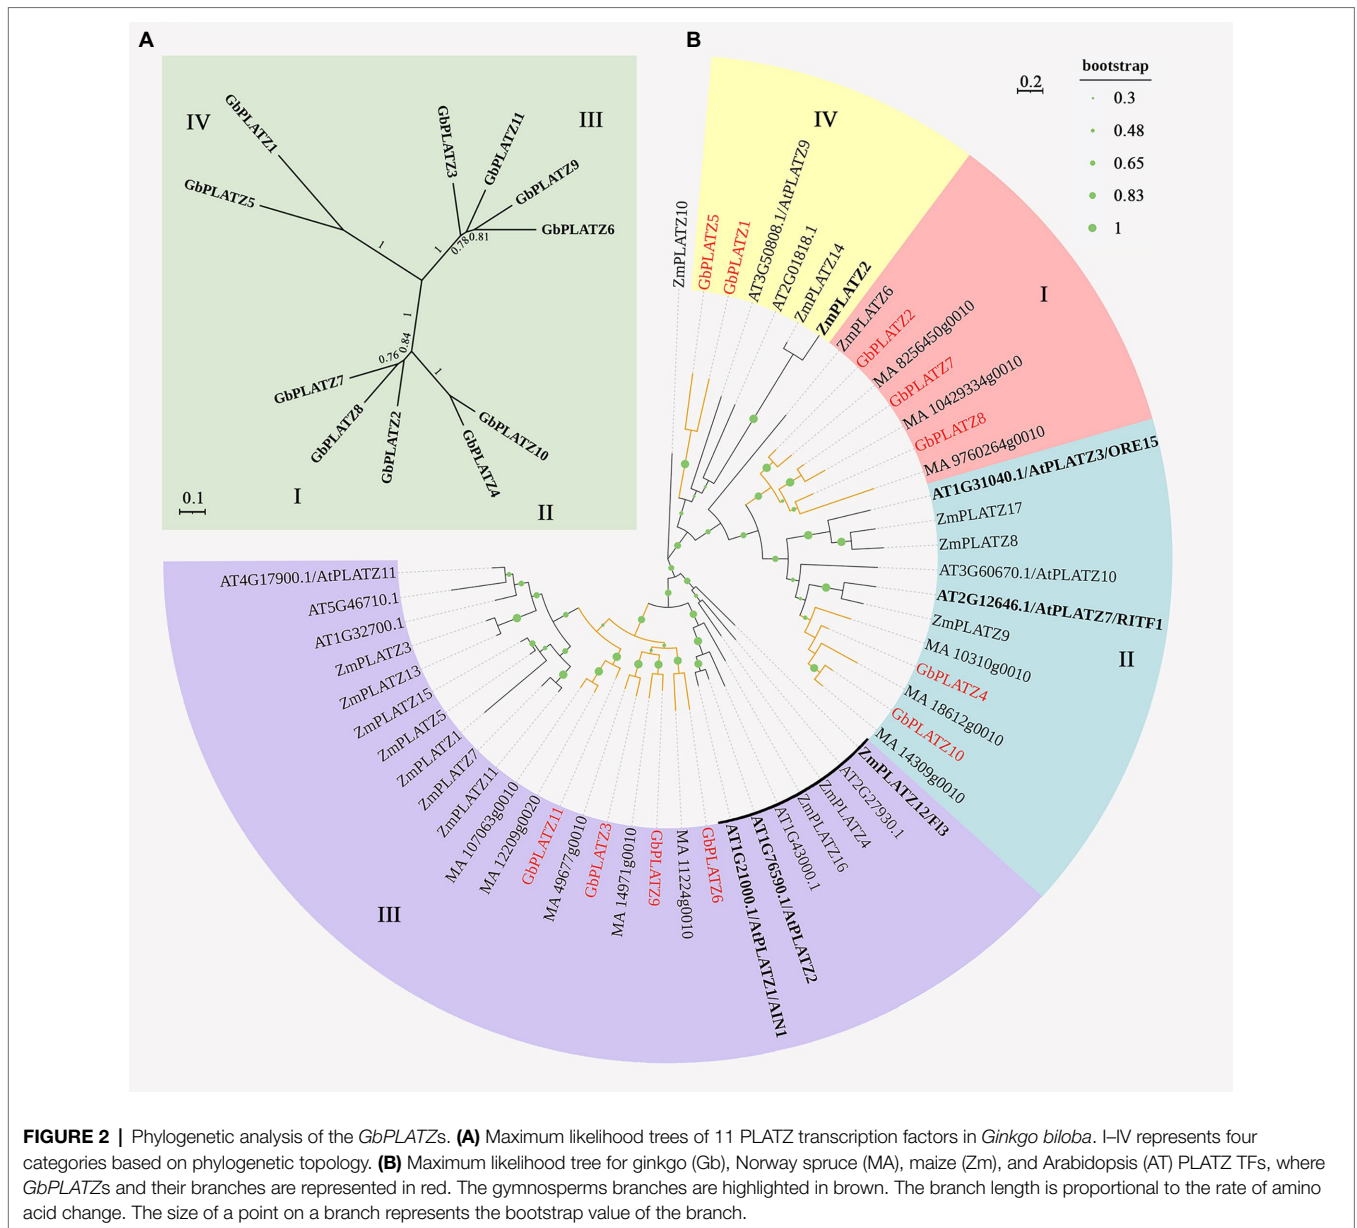 A
IV
III
GbPLATZ1
GbPLATZ5
GbPLATZ3
GbPLATZ11
GbPLATZ9
GbPLATZ6
1
1
0.78
0.81
1
0.84
0.76
1
GbPLATZ7
GbPLATZ8
GbPLATZ2
GbPLATZ4
GbPLATZ10
I
II
0.1
B
0.2
bootstrap
0.3
0.48
0.65
0.83
1
IV
ZmPLATZ10
GbPLATZ5
GbPLATZ1
AT3G50808.1/AtPLATZ9
AT2G01818.1
ZmPLATZ14
ZmPLATZ2
I
ZmPLATZ6
GbPLATZ2
MA 8256450g0010
GbPLATZ7
MA 10429334g0010
GbPLATZ8
MA 9760264g0010
II
AT1G31040.1/AtPLATZ3/ORE15
ZmPLATZ17
ZmPLATZ8
AT3G60670.1/AtPLATZ10
AT2G12646.1/AtPLATZ7/RITF1
ZmPLATZ9
MA 10310g0010
GbPLATZ4
MA 18612g0010
GbPLATZ10
MA 14309g0010
ZmPLATZ12/Fl3
AT2G27930.1
ZmPLATZ4
ZmPLATZ16
AT1G43000.1
AT1G76590.1/AtPLATZ2
AT1G21000.1/AtPLATZ1/AIN1
GbPLATZ6
MA 11224g0010
GbPLATZ9
MA 14971g0010
GbPLATZ3
MA 49677g0010
GbPLATZ11
MA 12209g0020
MA 107063g0010
ZmPLATZ11
ZmPLATZ7
ZmPLATZ1
ZmPLATZ5
ZmPLATZ15
ZmPLATZ13
ZmPLATZ3
AT1G32700.1
AT5G46710.1
AT4G17900.1/AtPLATZ11
III
FIGURE 2 | Phylogenetic analysis of the GbPLATZs. (A) Maximum likelihood trees of 11 PLATZ transcription factors in Ginkgo biloba. I–IV represents four
categories based on phylogenetic topology. (B) Maximum likelihood tree for ginkgo (Gb), Norway spruce (MA), maize (Zm), and Arabidopsis (AT) PLATZ TFs, where
GbPLATZs and their branches are represented in red. The gymnosperms branches are highlighted in brown. The branch length is proportional to the rate of amino
acid change. The size of a point on a branch represents the bootstrap value of the branch.